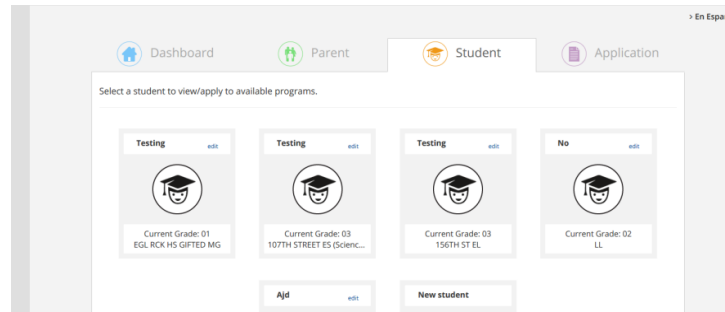 > En Espa
Dashboard
Parent
Student
Application
Select a student to view/apply to available programs.
Testing edit
Testing edit
Testing edit
No edit
Current Grade: 01
EGL RCK HS GIFTED MG
Current Grade: 03
107TH STREET ES (Scienc...
Current Grade: 03
156TH ST EL
Current Grade: 02
LL
Ajd edit
New student